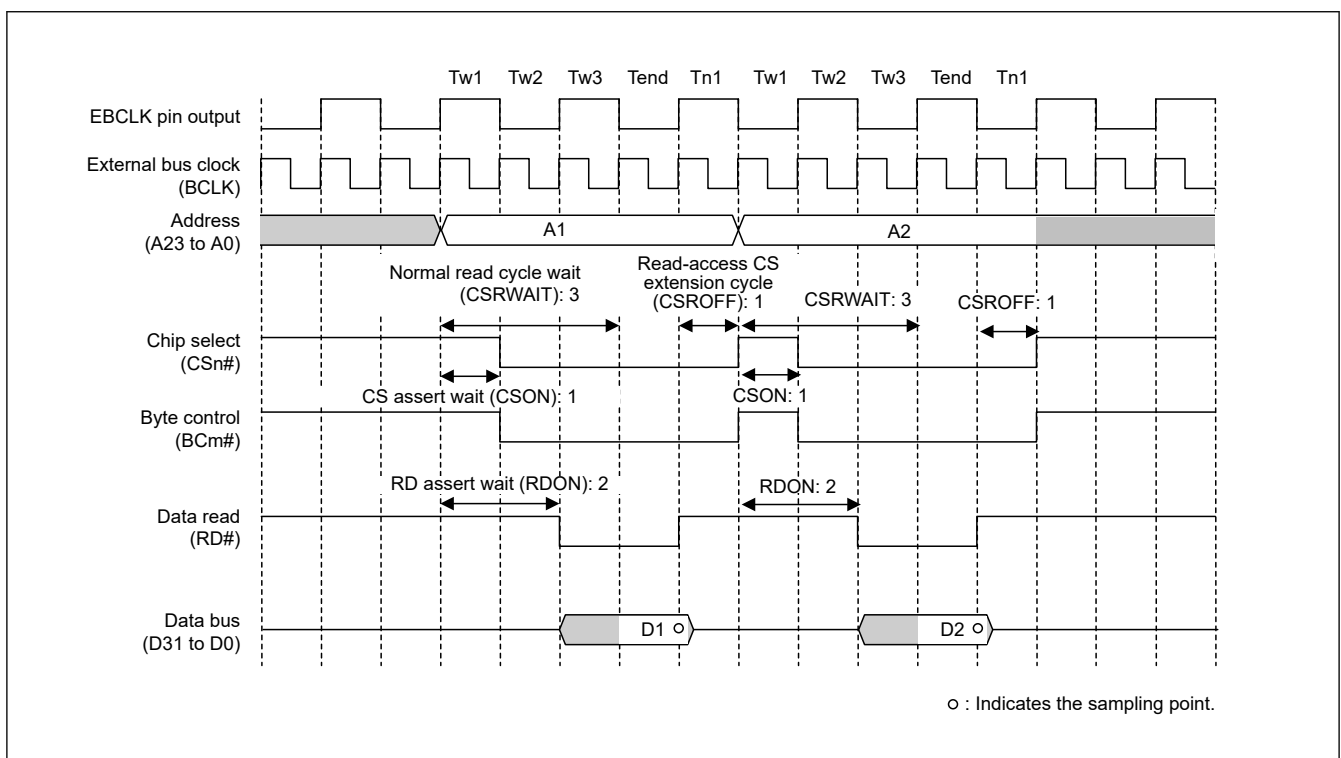 Tw1 Tw2 Tw3 Tend Tn1 Tw1 Tw2 Tw3 Tend Tn1
EBCLK pin output
External bus clock
(BCLK)
Address
(A23 to A0)
A1
A2
Normal read cycle wait
(CSRWAIT): 3
Read-access CS
extension cycle
(CSROFF): 1
CSRWAIT: 3
CSROFF: 1
Chip select
(CSn#)
CS assert wait (CSON): 1
CSON: 1
Byte control
(BCm#)
RD assert wait (RDON): 2
RDON: 2
Data read
(RD#)
Data bus
(D31 to D0)
D1
D2
: Indicates the sampling point.